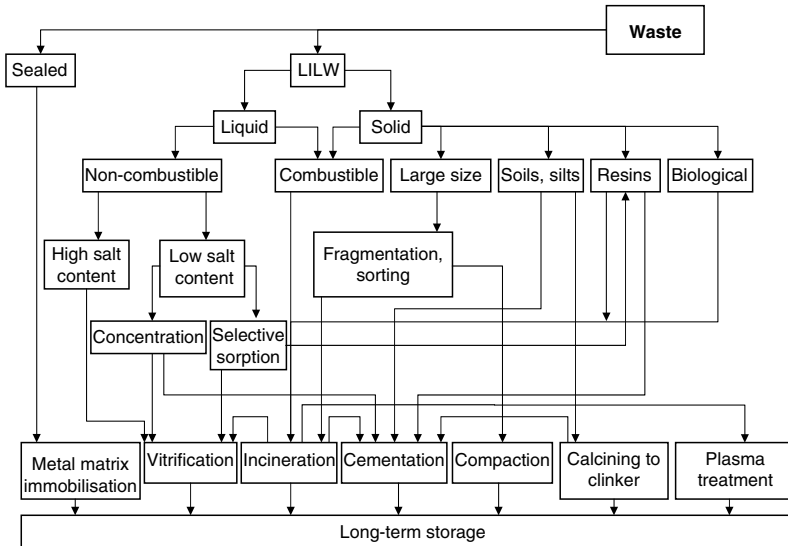 Waste
Sealed
LILW
Liquid
Solid
Non-combustible
Combustible
Large size
Soils, silts
Resins
Biological
High salt
content
Low salt
content
Fragmentation,
sorting
Concentration
Selective
sorption
Metal matrix
immobilisation
Vitrification
Incineration
Cementation
Compaction
Calcining to
clinker
Plasma
treatment
Long-term storage